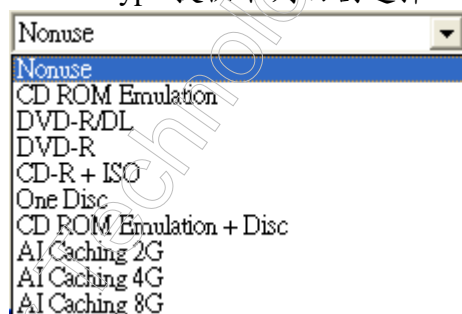 Nonuse
Nonuse
CD ROM Emulation
DVD-R/DL
DVD-R
CD-R + ISO
One Disc
CD ROM Emulation + Disc
AI Caching 2G
AI Caching 4G
AI Caching 8G